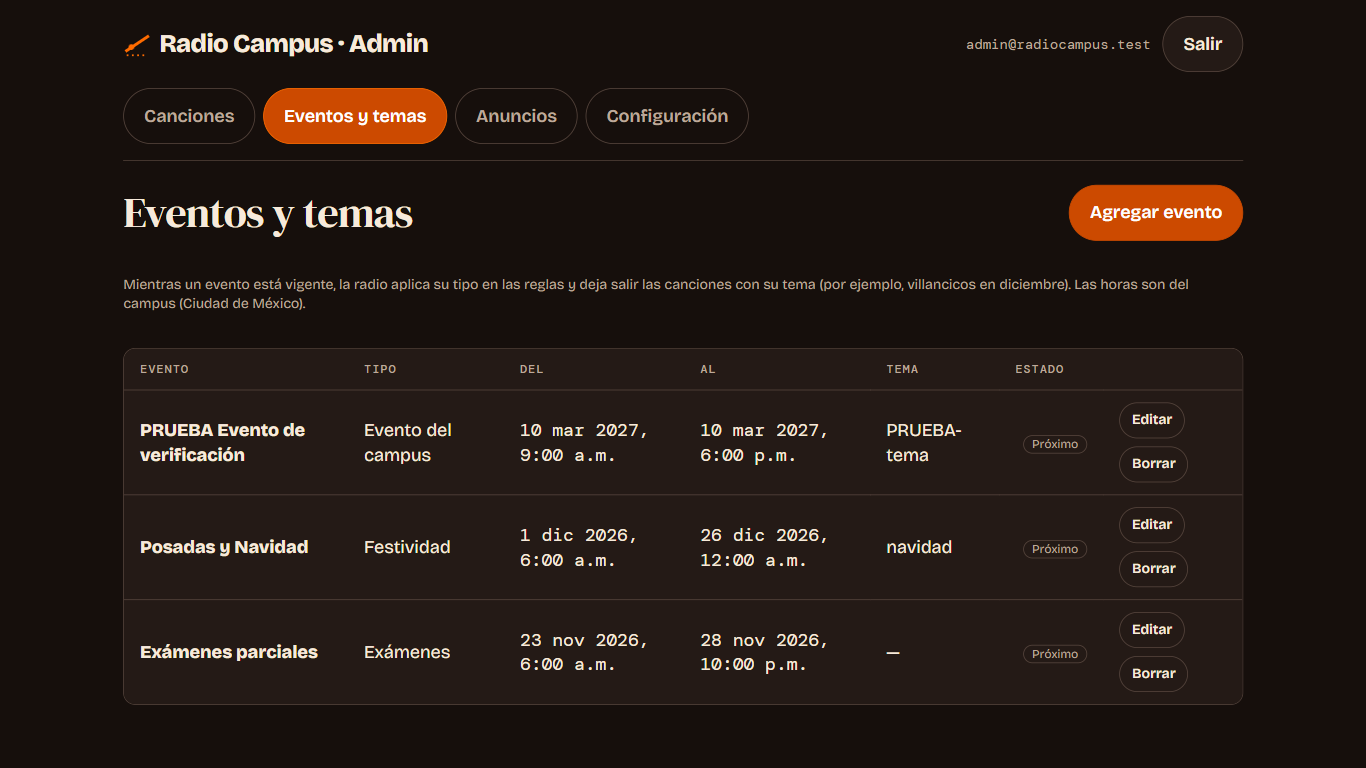 Radio Campus · Admin
admin@radiocampus.test
Salir
Canciones
Eventos y temas
Anuncios
Configuración
Eventos y temas
Agregar evento
Mientras un evento está vigente, la radio aplica su tipo en las reglas y deja salir las canciones con su tema (por ejemplo, villancicos en diciembre). Las horas son del
campus (Ciudad de México).
EVENTO TIPO DEL AL TEMA ESTADO
PRUEBA Evento de
verificación
Evento del
campus
10 mar 2027,
9:00 a.m.
10 mar 2027,
6:00 p.m.
PRUEBA-
tema
Próximo
Editar
Borrar
Posadas y Navidad
Festividad
1 dic 2026,
6:00 a.m.
26 dic 2026,
12:00 a.m.
navidad
Próximo
Editar
Borrar
Exámenes parciales
Exámenes
23 nov 2026,
6:00 a.m.
28 nov 2026,
10:00 p.m.
—
Próximo
Editar
Borrar